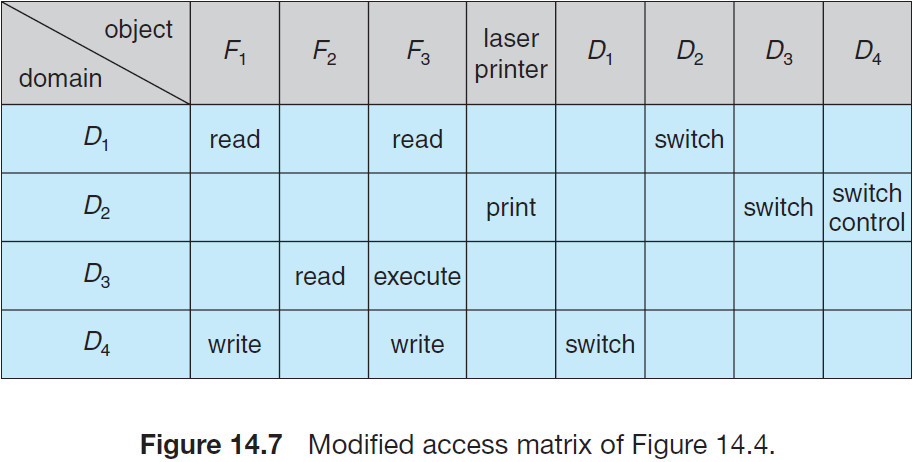 object
domain
F1 F2 F3 laser printer D1 D2 D3 D4
D1 read read switch
D2 print switch switch control
D3 read execute
D4 write write switch
Figure 14.7 Modified access matrix of Figure 14.4.